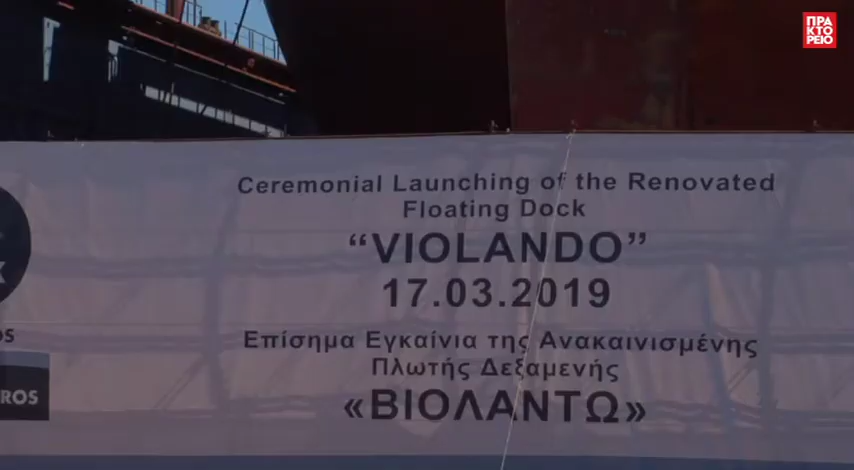 ΠΡΑ
ΚΤΟ
ΡΕΙΟ
Ceremonial Launching of the Renovated
Floating Dock
“VIOLANDO”
17.03.2019
Επίσημα Εγκαίνια της Ανακαινισμένης
Πλωτής Δεξαμενής
«ΒΙΟΛΑΝΤΩ»